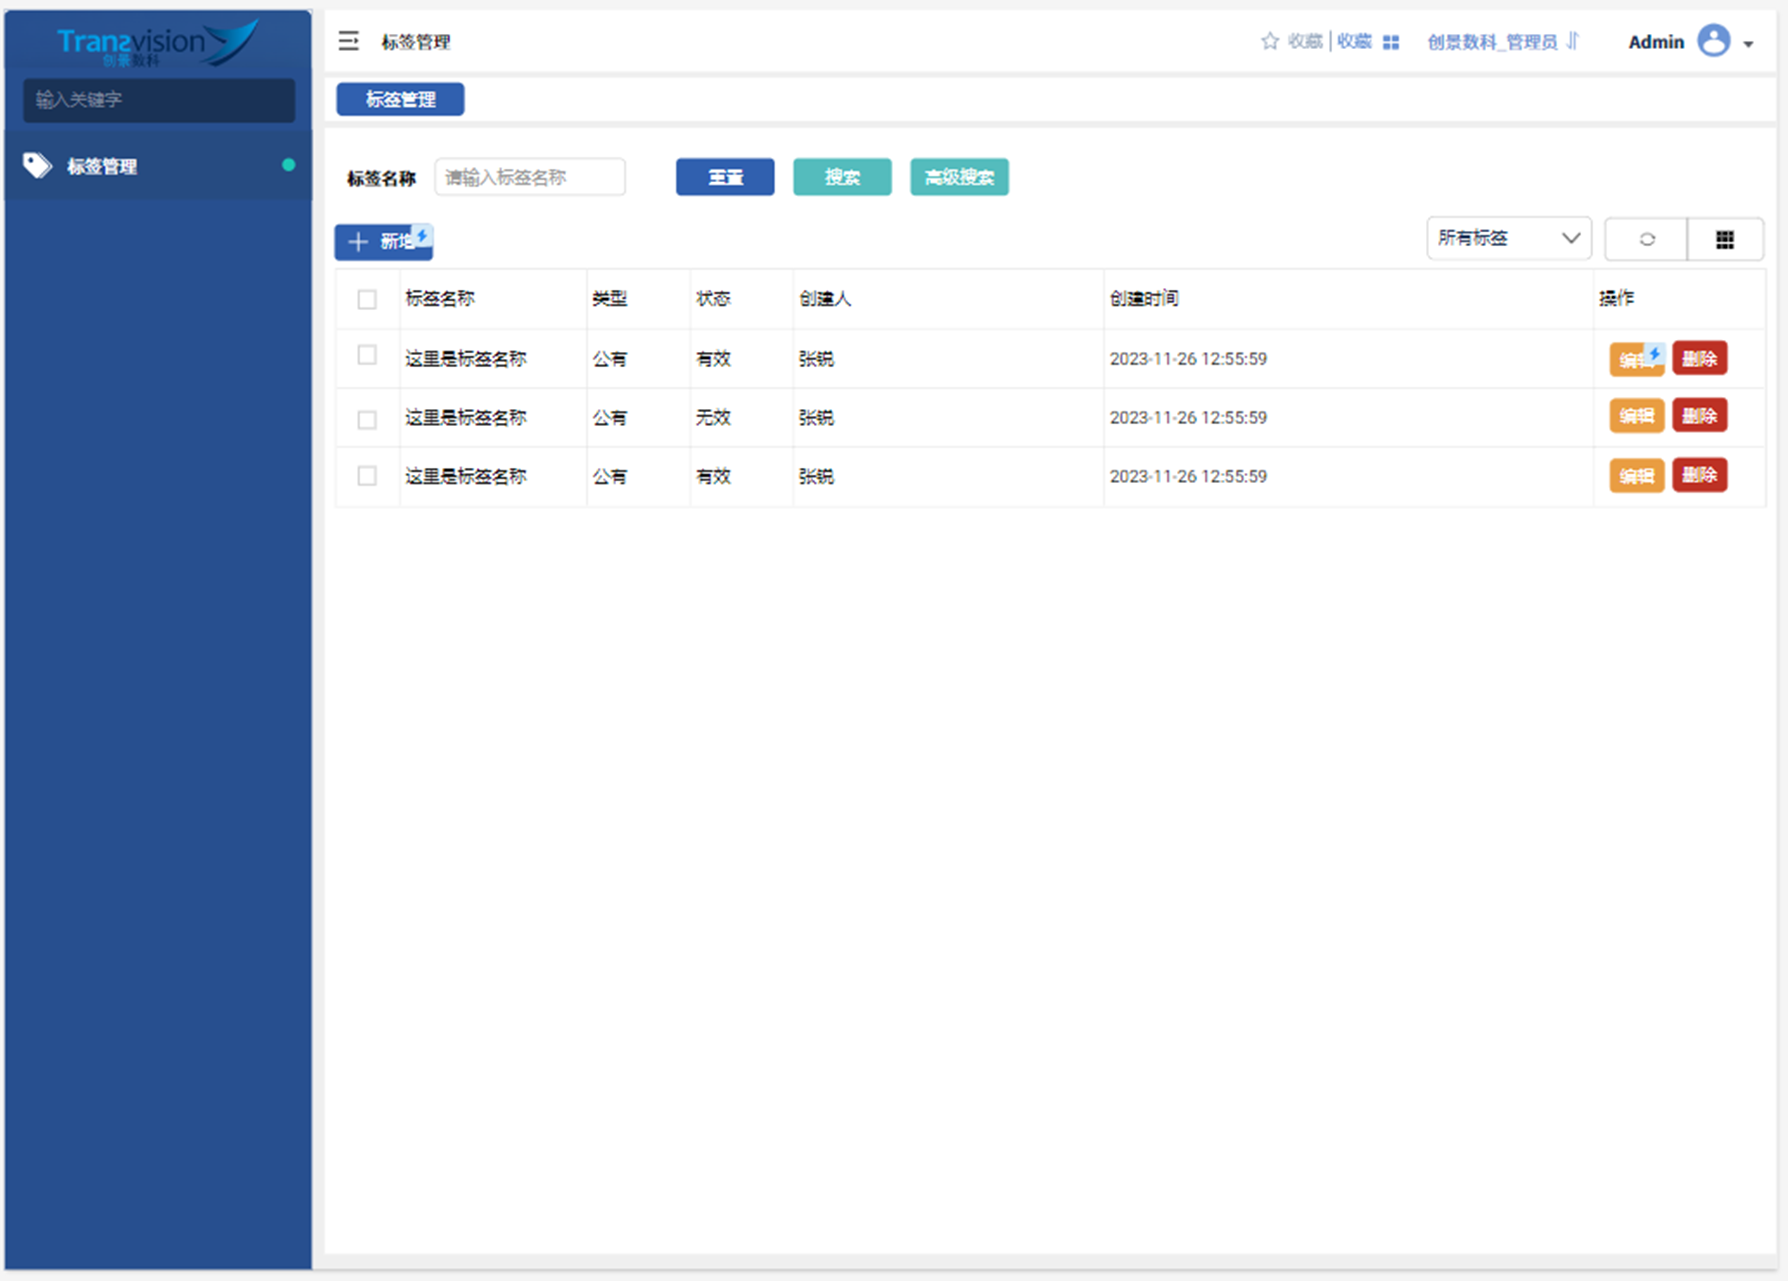 Transvision
创景数科
输入关键字
标签管理
标签管理
收藏 | 收藏
创景数科_管理员
Admin
标签管理
标签名称
请输入标签名称
重置
搜索
高级搜索
新增
所有标签
标签名称 类型 状态 创建人 创建时间 操作
这里是标签名称 公有 有效 张锐 2023-11-26 12:55:59 编辑 删除
这里是标签名称 公有 无效 张锐 2023-11-26 12:55:59 编辑 删除
这里是标签名称 公有 有效 张锐 2023-11-26 12:55:59 编辑 删除